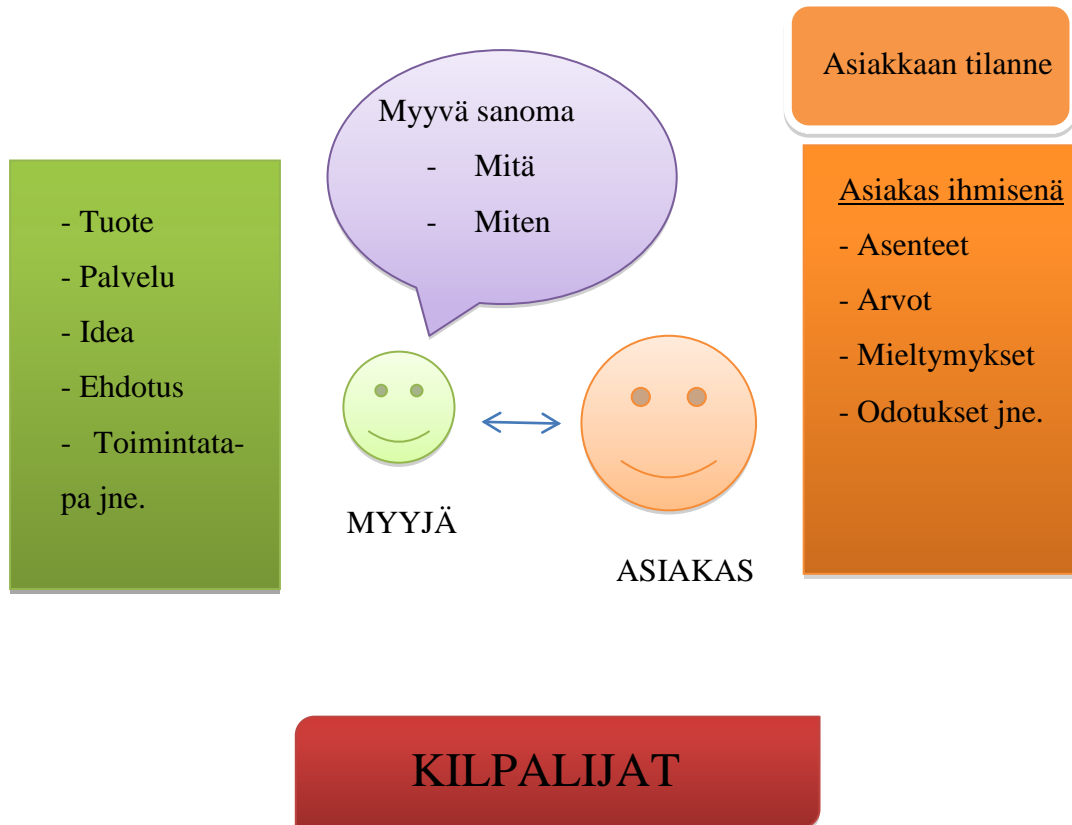 Asiakkaan tilanne
Myyvä sanoma
- Mitä
- Miten
- Tuote
- Palvelu
- Idea
- Ehdotus
- Toimintata-
pa jne.
Asiakas ihmisenä
- Asenteet
- Arvot
- Mieltymykset
- Odotukset jne.
MYYJÄ
ASIAKAS
KILPALIJAT